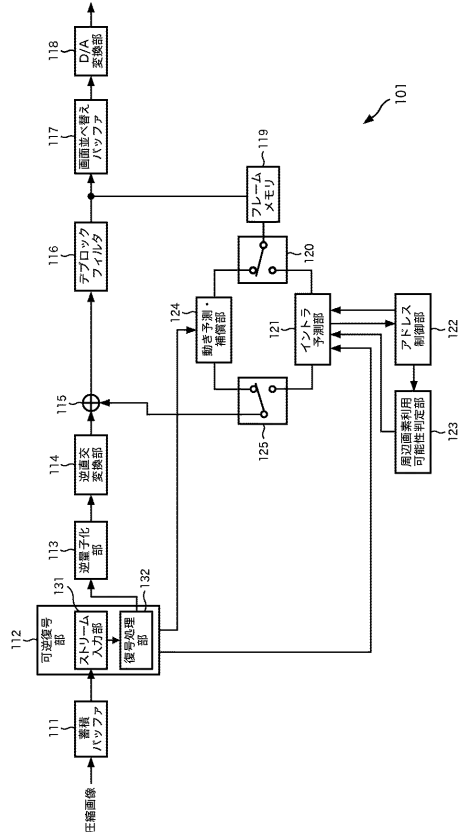 圧縮画像
111
蓄積
バッファ
112
可逆復号
部
131
ストリーム
入力部
132
復号処理
部
113
逆量子化
部
114
逆直交
変換部
115
116
デブロック
フィルタ
117
画面並べ替え
バッファ
118
D/A
変換部
119
フレーム
メモリ
120
121
イントラ
予測部
122
アドレス
制御部
123
周辺画素利用
可能性判定部
124
動き予測・
補償部
125
101